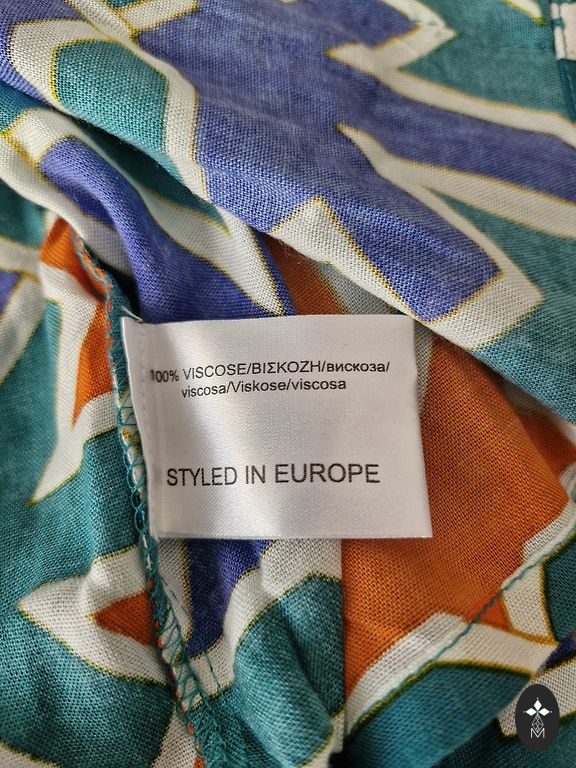 100% VISCOSE/ΒΙΣΚΟΖΗ/вискоза/
viscosa/Viskose/viscosa
STYLED IN EUROPE
M